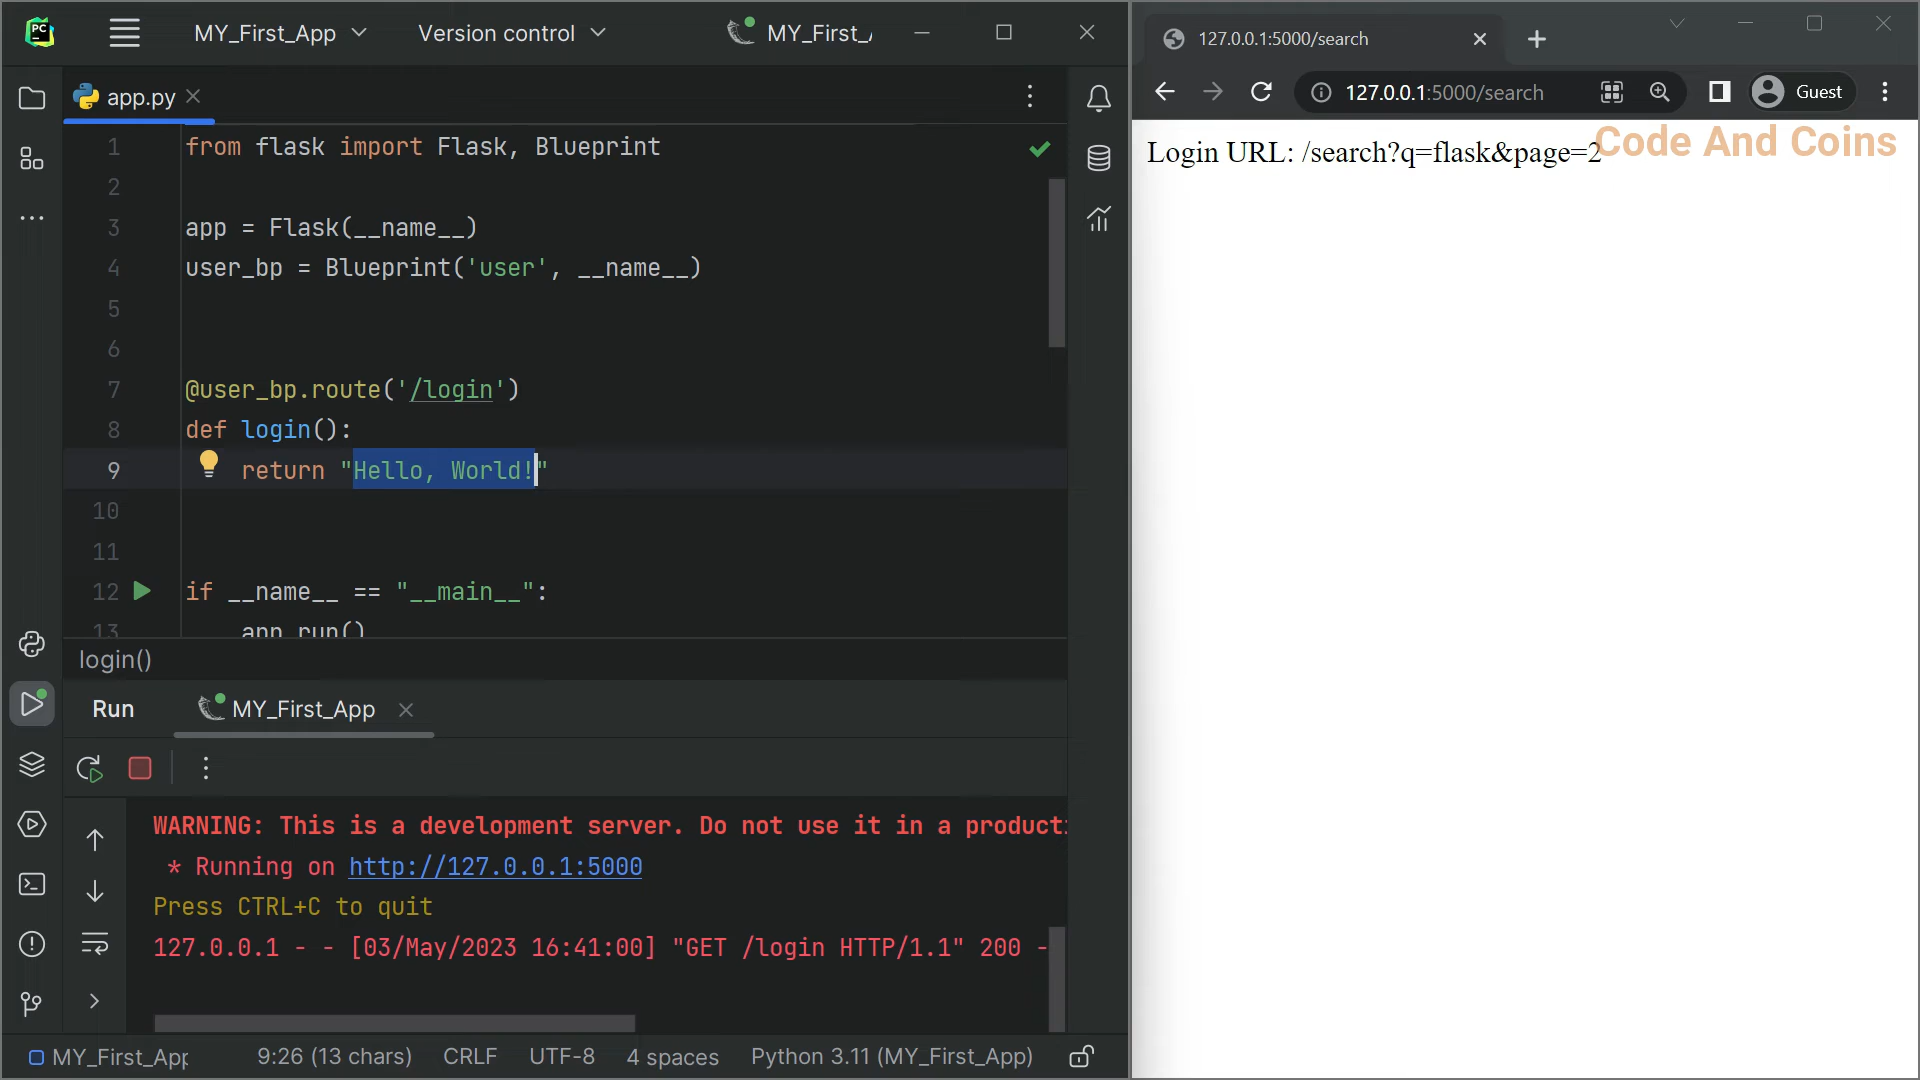 PC
MY_First_App
Version control
MY_First_A
app.py
1 from flask import Flask, Blueprint
2
3 app = Flask(__name__)
4 user_bp = Blueprint('user', __name__)
5
6
7 @user_bp.route('/login')
8 def login():
9 return "Hello, World!"
10
11
12 if __name__ == "__main__":
13 app.run()
login()
Run
MY_First_App
WARNING: This is a development server. Do not use it in a producti
* Running on http://127.0.0.1:5000
Press CTRL+C to quit
127.0.0.1 - - [03/May/2023 16:41:00] "GET /login HTTP/1.1" 200 -
MY_First_App
9:26 (13 chars)
CRLF
UTF-8
4 spaces
Python 3.11 (MY_First_App)
127.0.0.1:5000/search
127.0.0.1:5000/search
Guest
Code And Coins
Login URL: /search?q=flask&page=2